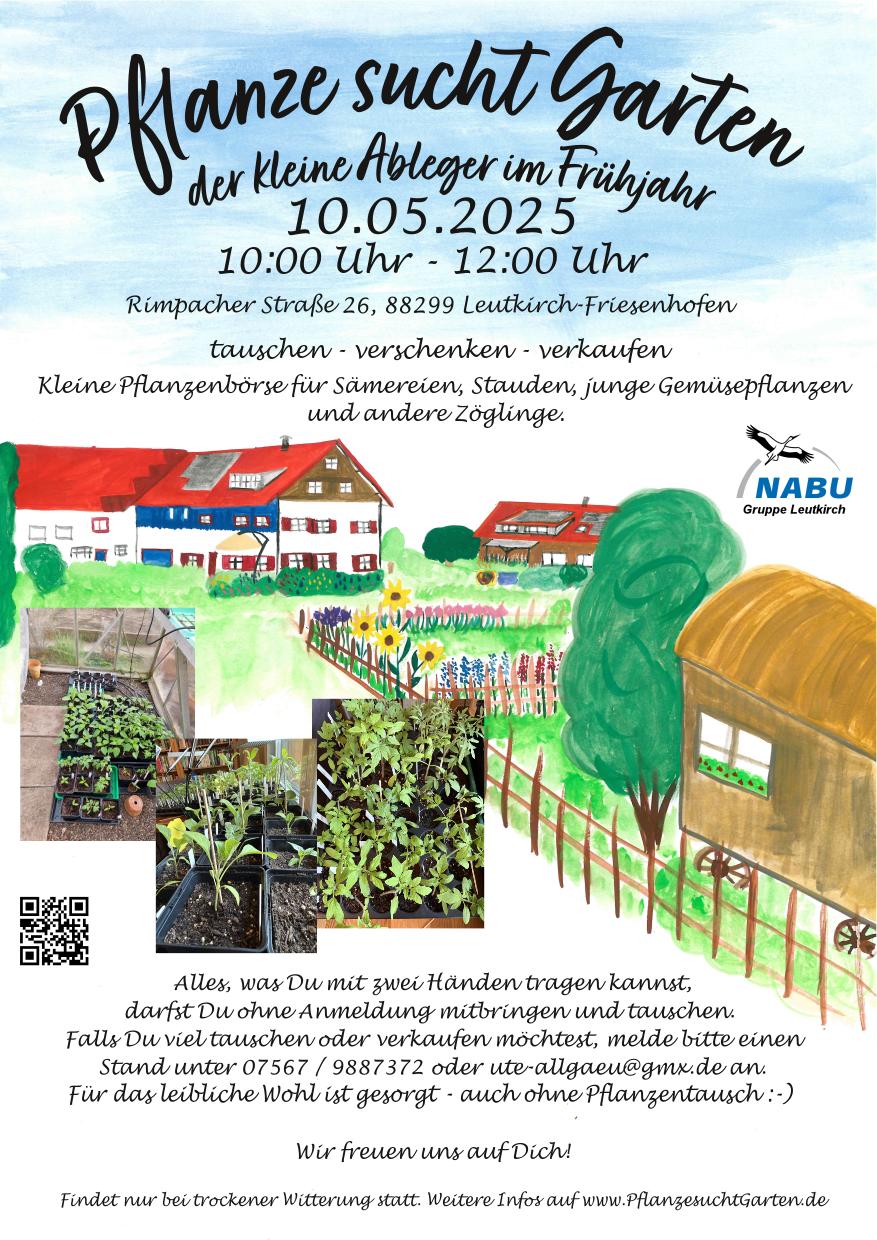 Pflanze sucht Garten
der kleine Ableger im Frühjahr
10.05.2025
10:00 Uhr - 12:00 Uhr
Rimpacher Straße 26, 88299 Leutkirch-Friesenhofen
tauschen - verschenken - verkaufen
Kleine Pflanzenbörse für Sämereien, Stauden, junge Gemüsepflanzen
und andere Zöglinge.
NABU
Gruppe Leutkirch
Alles, was Du mit zwei Händen tragen kannst,
darfst Du ohne Anmeldung mitbringen und tauschen.
Falls Du viel tauschen oder verkaufen möchtest, melde bitte einen
Stand unter 07567 / 9887372 oder ute-allgaeu@gmx.de an.
Für das leibliche Wohl ist gesorgt - auch ohne Pflanzentausch :-)
Wir freuen uns auf Dich!
Findet nur bei trockener Witterung statt. Weitere Infos auf www.PflanzesuchtGarten.de